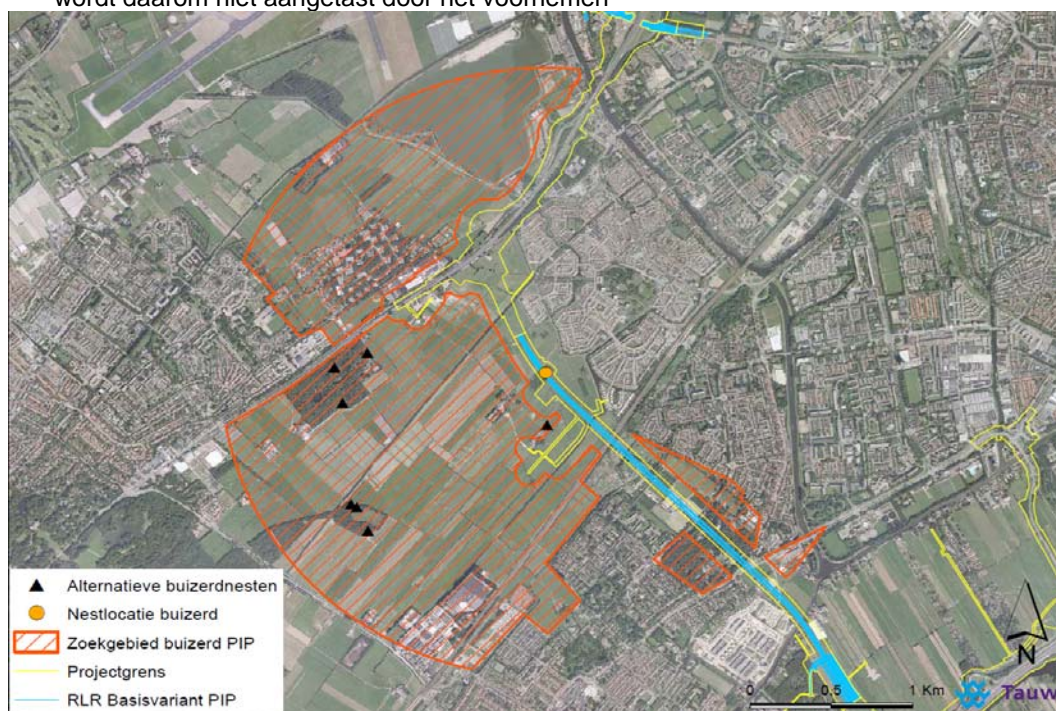 wordt daarom niet aangetast door het voornemen
Alternatieve buizerdnesten
Nestlocatie buizerd
Zoekgebied buizerd PIP
Projectgrens
RLR Basisvariant PIP
0 0,5 1 Km
N
Tauw